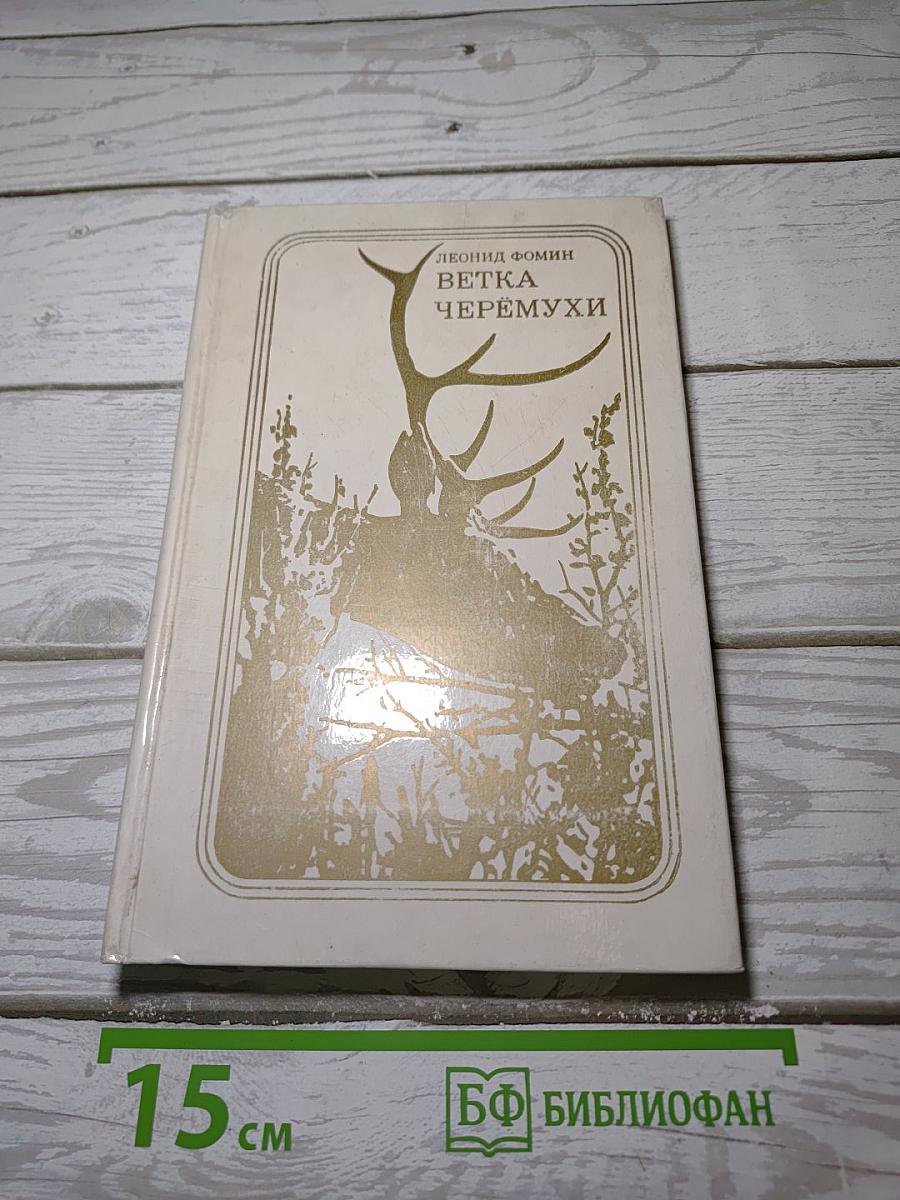 ЛЕОНИД ФОМИН
ВЕТКА
ЧЕРЁМУХИ
15 см
БФ БИБЛИОФАН